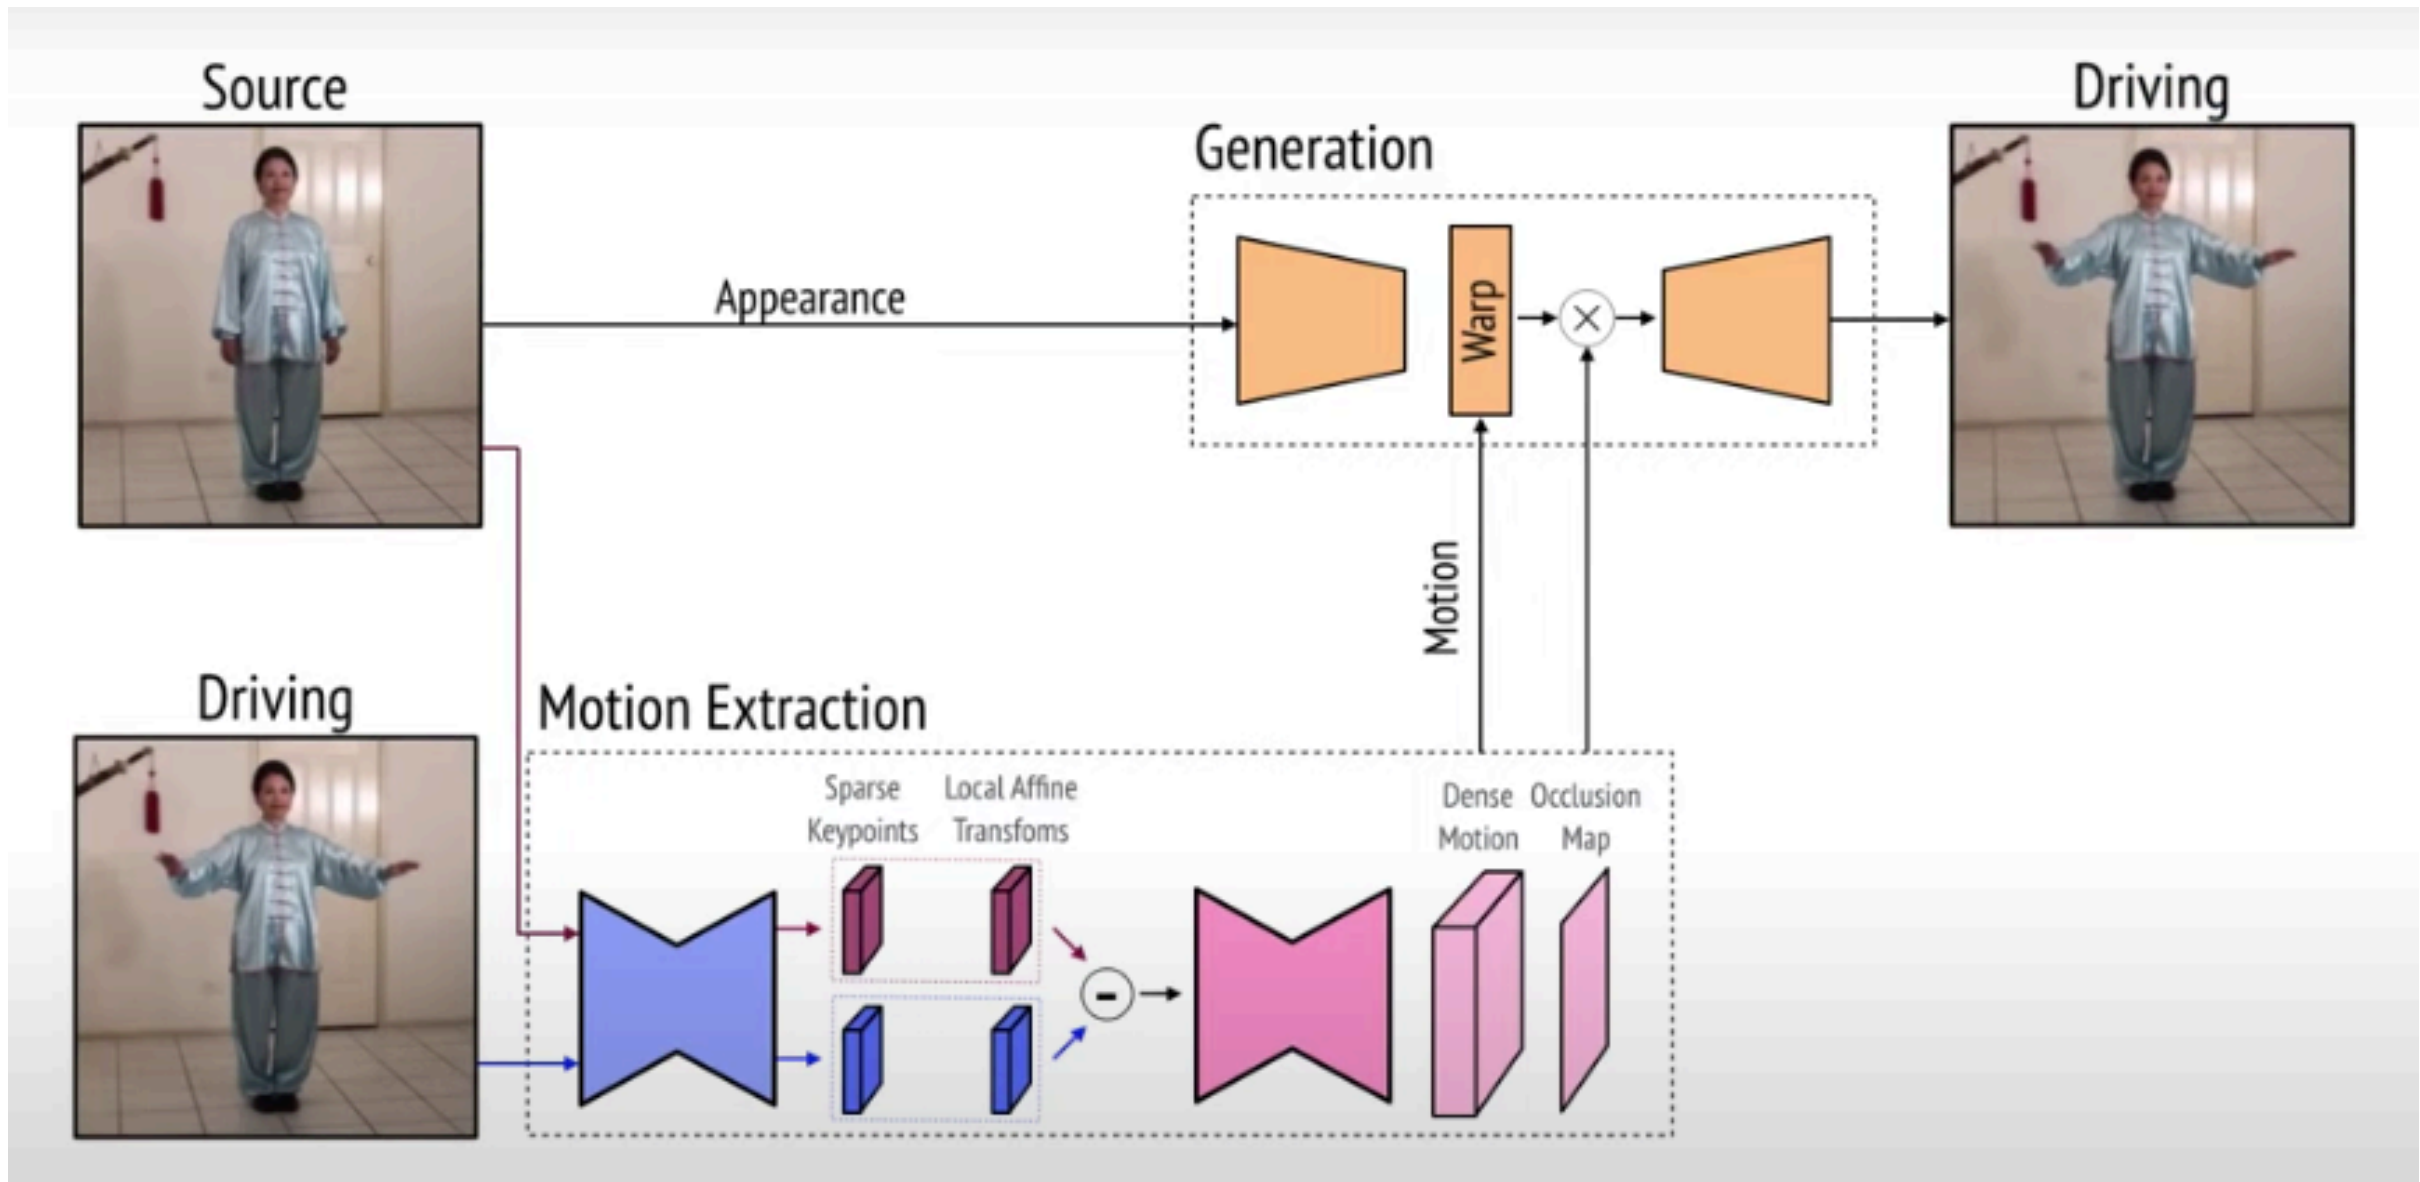 Source
Driving
Generation
Appearance
Warp
Motion
Driving
Motion Extraction
Sparse
Keypoints
Local Affine
Transfoms
Dense
Motion
Occlusion
Map